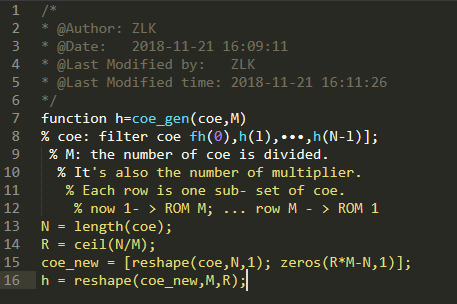 1 /*
2 * @Author: ZLK
3 * @Date:   2018-11-21 16:09:11
4 * @Last Modified by:   ZLK
5 * @Last Modified time: 2018-11-21 16:11:26
6 */
7 function h=coe_gen(coe,M)
8 % coe: filter coe fh(0),h(l),•••,h(N-l)];
9 % M: the number of coe is divided.
10 % It's also the number of multiplier.
11 % Each row is one sub- set of coe.
12 % now 1- > ROM M; ... row M - > ROM 1
13 N = length(coe);
14 R = ceil(N/M);
15 coe_new = [reshape(coe,N,1); zeros(R*M-N,1)];
16 h = reshape(coe_new,M,R);